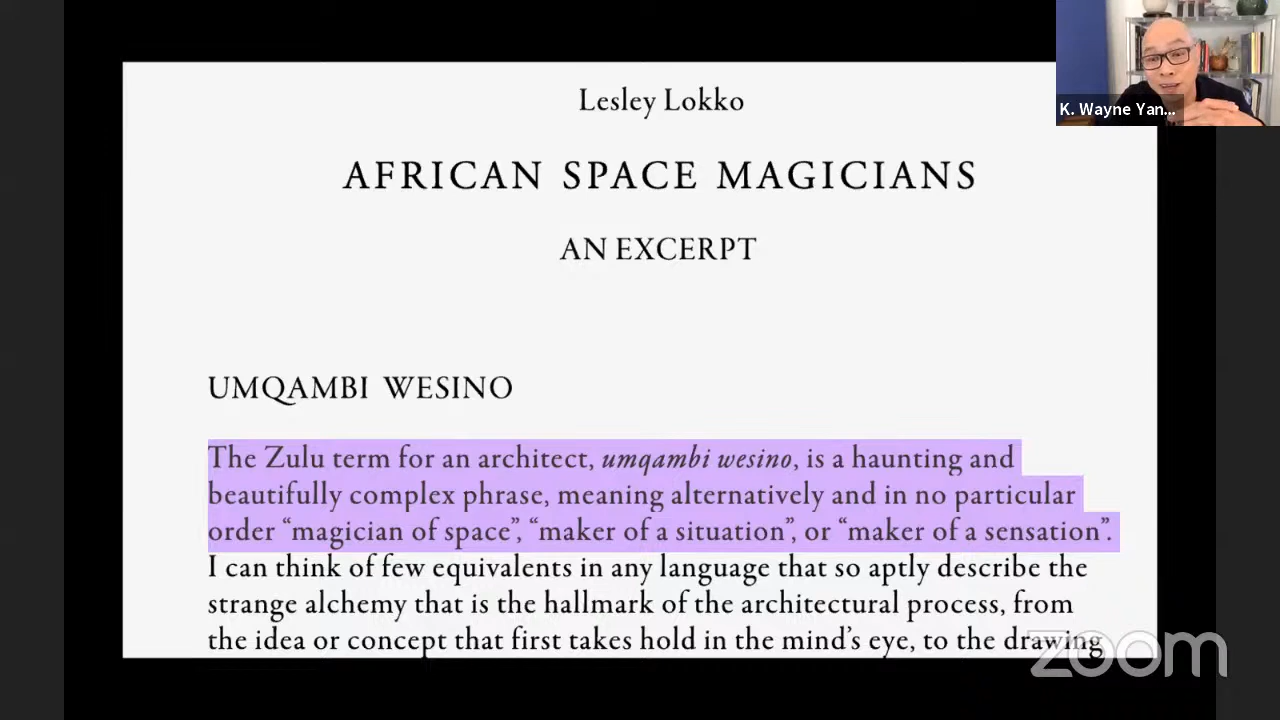 Lesley Lokko
AFRICAN SPACE MAGICIANS
AN EXCERPT
UMQAMBI WESINO
The Zulu term for an architect, umqambi wesino, is a haunting and
beautifully complex phrase, meaning alternatively and in no particular
order “magician of space”, “maker of a situation”, or “maker of a sensation”.
I can think of few equivalents in any language that so aptly describe the
strange alchemy that is the hallmark of the architectural process, from
the idea or concept that first takes hold in the mind’s eye, to the drawing
K. Wayne Yan...
zoom